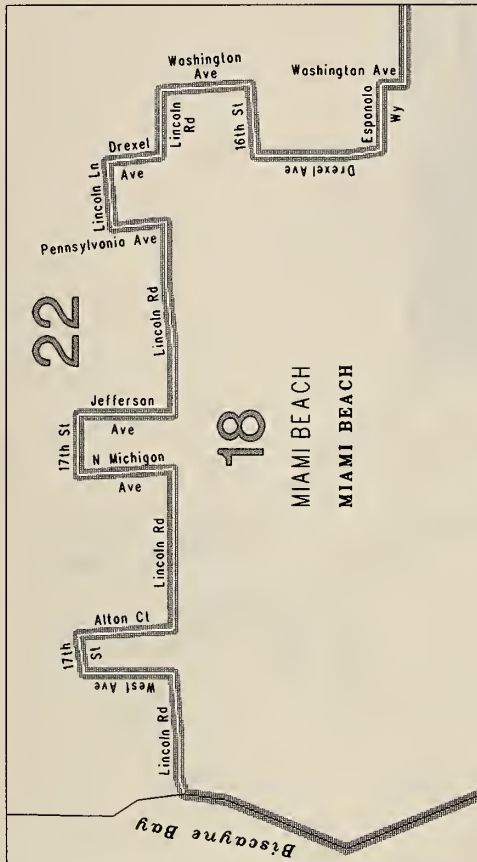 Washington
Ave
Washington Ave
Lincoln
Rd
16th St
Espanola
Wy
Drexel Ave
Drexel
Ave
Lincoln Ln
Pennsylvania Ave
Lincoln Rd
22
Jefferson
Ave
17th St
N Michigan
Ave
18
MIAMI BEACH
MIAMI BEACH
Lincoln Rd
Alton Ct
17th
St
West Ave
Lincoln Rd
Biscayne Bay